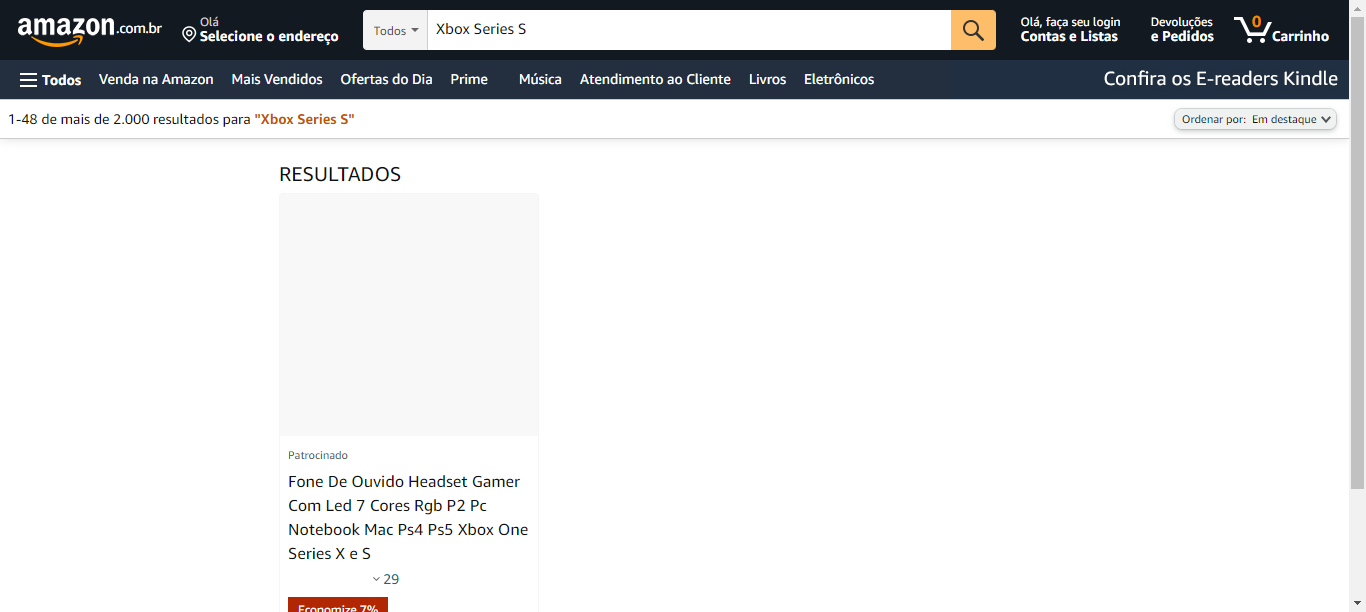 amazon.com.br
Olá
Selecione o endereço
Todos
Xbox Series S
Olá, faça seu login
Contas e Listas
Devoluções
e Pedidos
0
Carrinho
Todos
Venda na Amazon
Mais Vendidos
Ofertas do Dia
Prime
Música
Atendimento ao Cliente
Livros
Eletrônicos
Confira os E-readers Kindle
1-48 de mais de 2.000 resultados para "Xbox Series S"
Ordenar por: Em destaque
RESULTADOS
Patrocinado
Fone De Ouvido Headset Gamer
Com Led 7 Cores Rgb P2 Pc
Notebook Mac Ps4 Ps5 Xbox One
Series X e S
29
Economize 7%